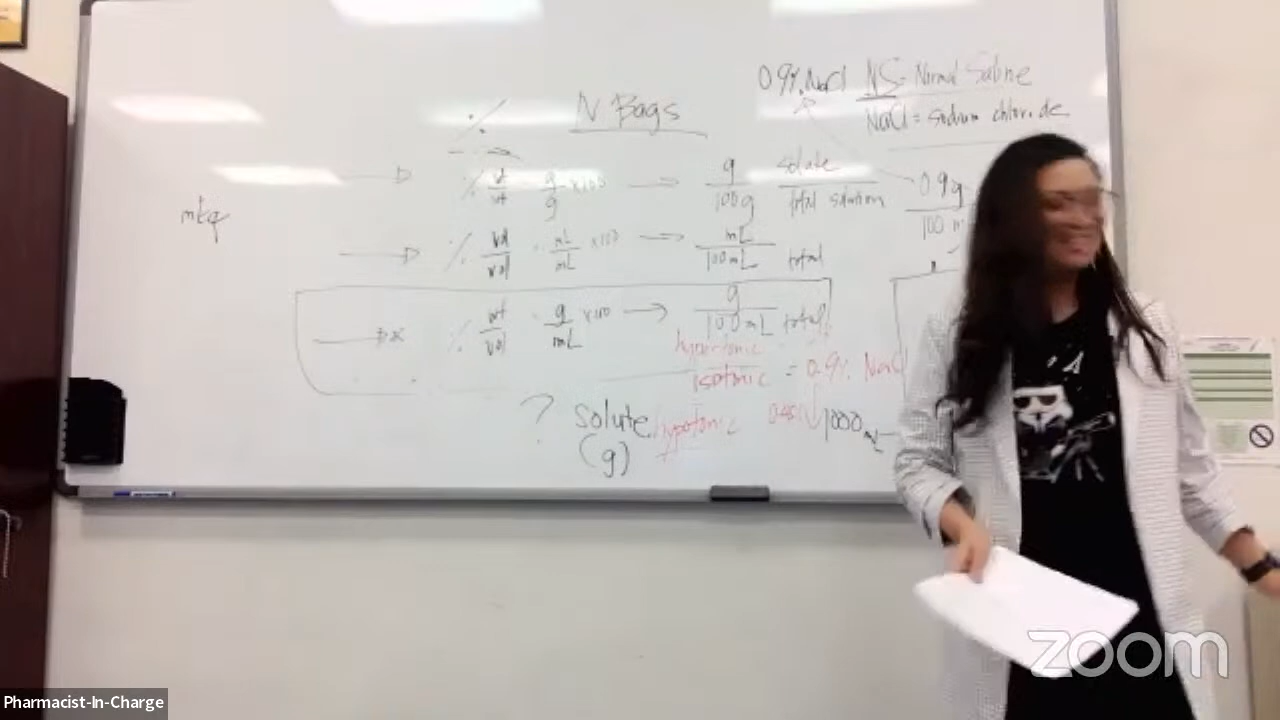 0.9% NaCl NS = Normal Saline
NaCl = sodium chloride
% IV Bags
% wt/wt g/g x100 → g/100g solute/total solution
0.9g/100 m
mEq
% vol/vol mL/mL x100 → mL/100mL total
% wt/vol g/mL x100 → g/100mL total
hypertonic
isotonic = 0.9% NaCl
? solute hypotonic 1000 mL
(g)
zoom
Pharmacist-In-Charge